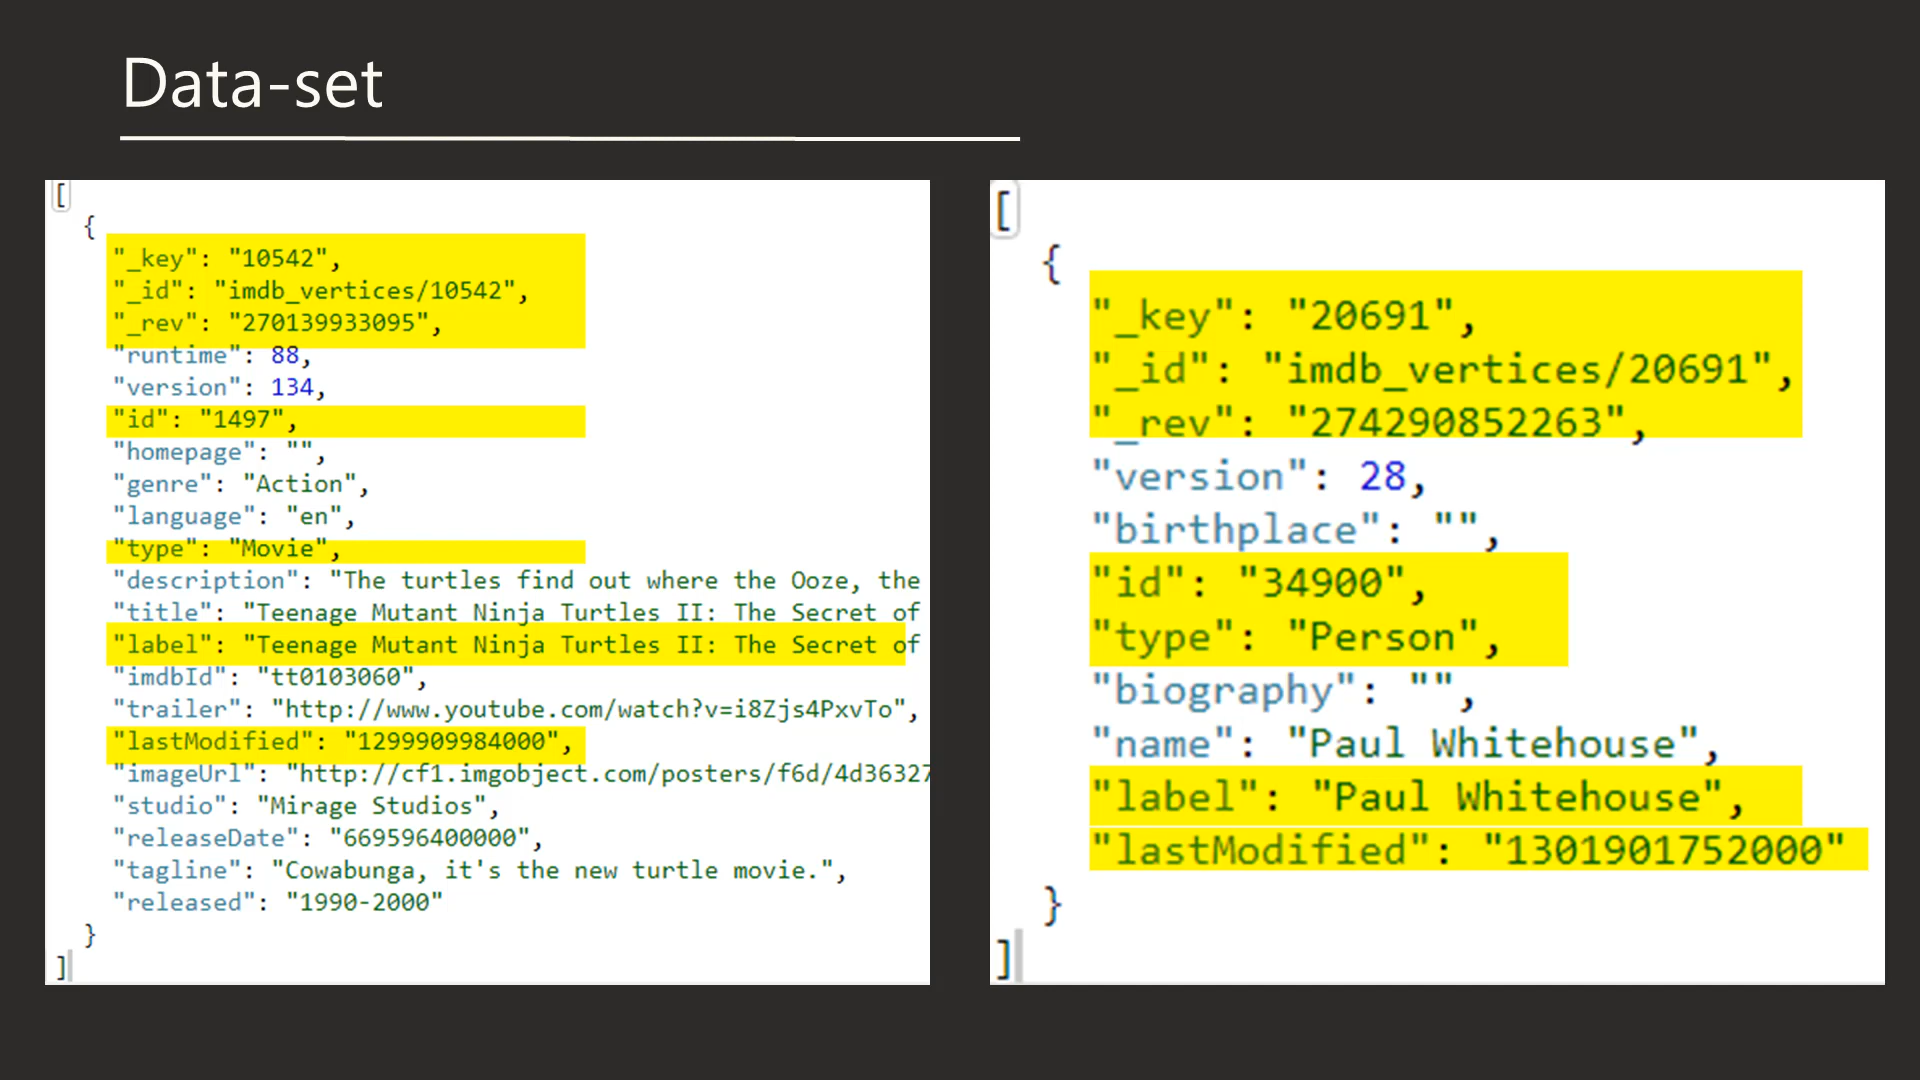 Data-set
[
{
"_key": "10542",
"_id": "imdb_vertices/10542",
"_rev": "270139933095",
"runtime": 88,
"version": 134,
"id": "1497",
"homepage": "",
"genre": "Action",
"language": "en",
"type": "Movie",
"description": "The turtles find out where the Ooze, the
"title": "Teenage Mutant Ninja Turtles II: The Secret of
"label": "Teenage Mutant Ninja Turtles II: The Secret of
"imdbId": "tt0103060",
"trailer": "http://www.youtube.com/watch?v=i8Zjs4PxvTo",
"lastModified": "1299909984000",
"imageUrl": "http://cf1.imgobject.com/posters/f6d/4d36327
"studio": "Mirage Studios",
"releaseDate": "669596400000",
"tagline": "Cowabunga, it's the new turtle movie.",
"released": "1990-2000"
}
]
[
{
"_key": "20691",
"_id": "imdb_vertices/20691",
"_rev": "274290852263",
"version": 28,
"birthplace": "",
"id": "34900",
"type": "Person",
"biography": "",
"name": "Paul Whitehouse",
"label": "Paul Whitehouse",
"lastModified": "1301901752000"
}
]